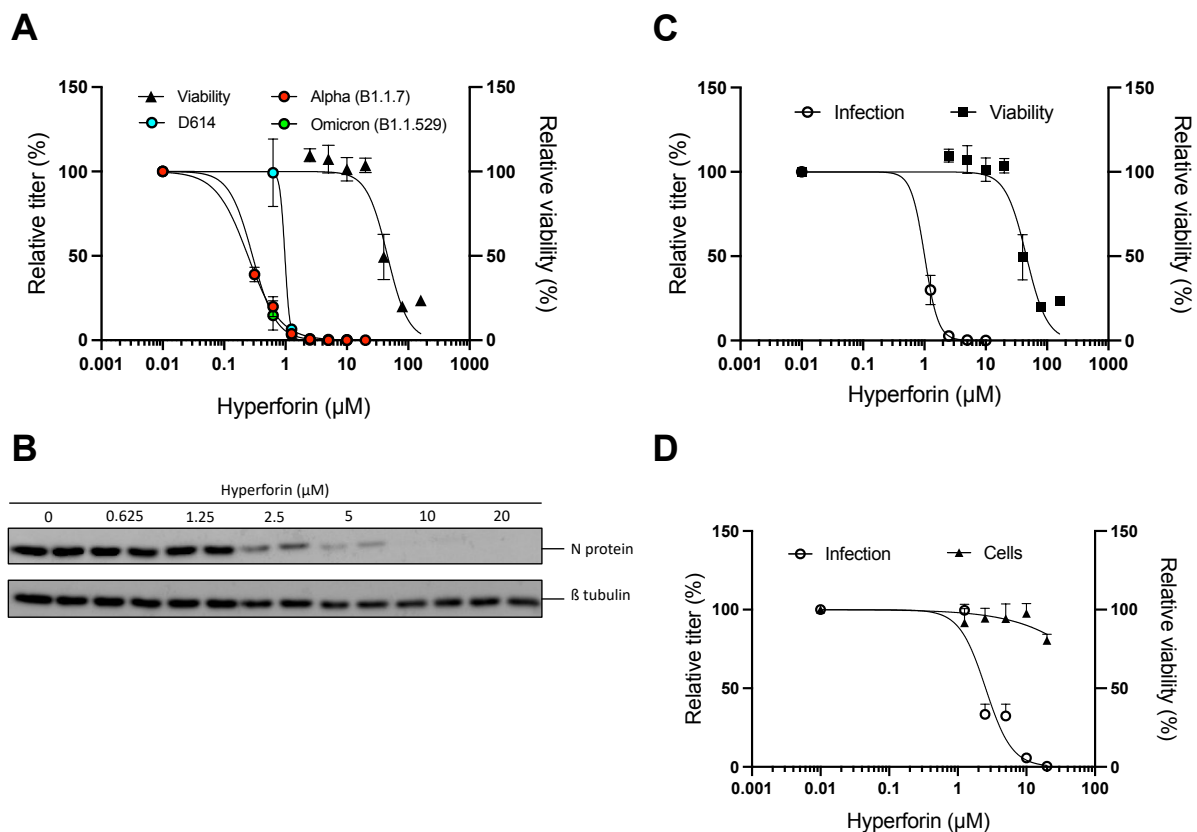 A
150
100
50
0
Relative titer (%)
Viability
D614
Alpha (B1.1.7)
Omicron (B1.1.529)
150
100
50
0
Relative viability (%)
0.001 0.01 0.1 1 10 100 1000
Hyperforin (µM)
C
150
100
50
0
Relative titer (%)
Infection
Viability
150
100
50
0
Relative viability (%)
0.001 0.01 0.1 1 10 100 1000
Hyperforin (µM)
B
Hyperforin (µM)
0 0.625 1.25 2.5 5 10 20
N protein
ß tubulin
D
150
100
50
0
Relative titer (%)
Infection
Cells
150
100
50
0
Relative viability (%)
0.001 0.01 0.1 1 10 100
Hyperforin (µM)